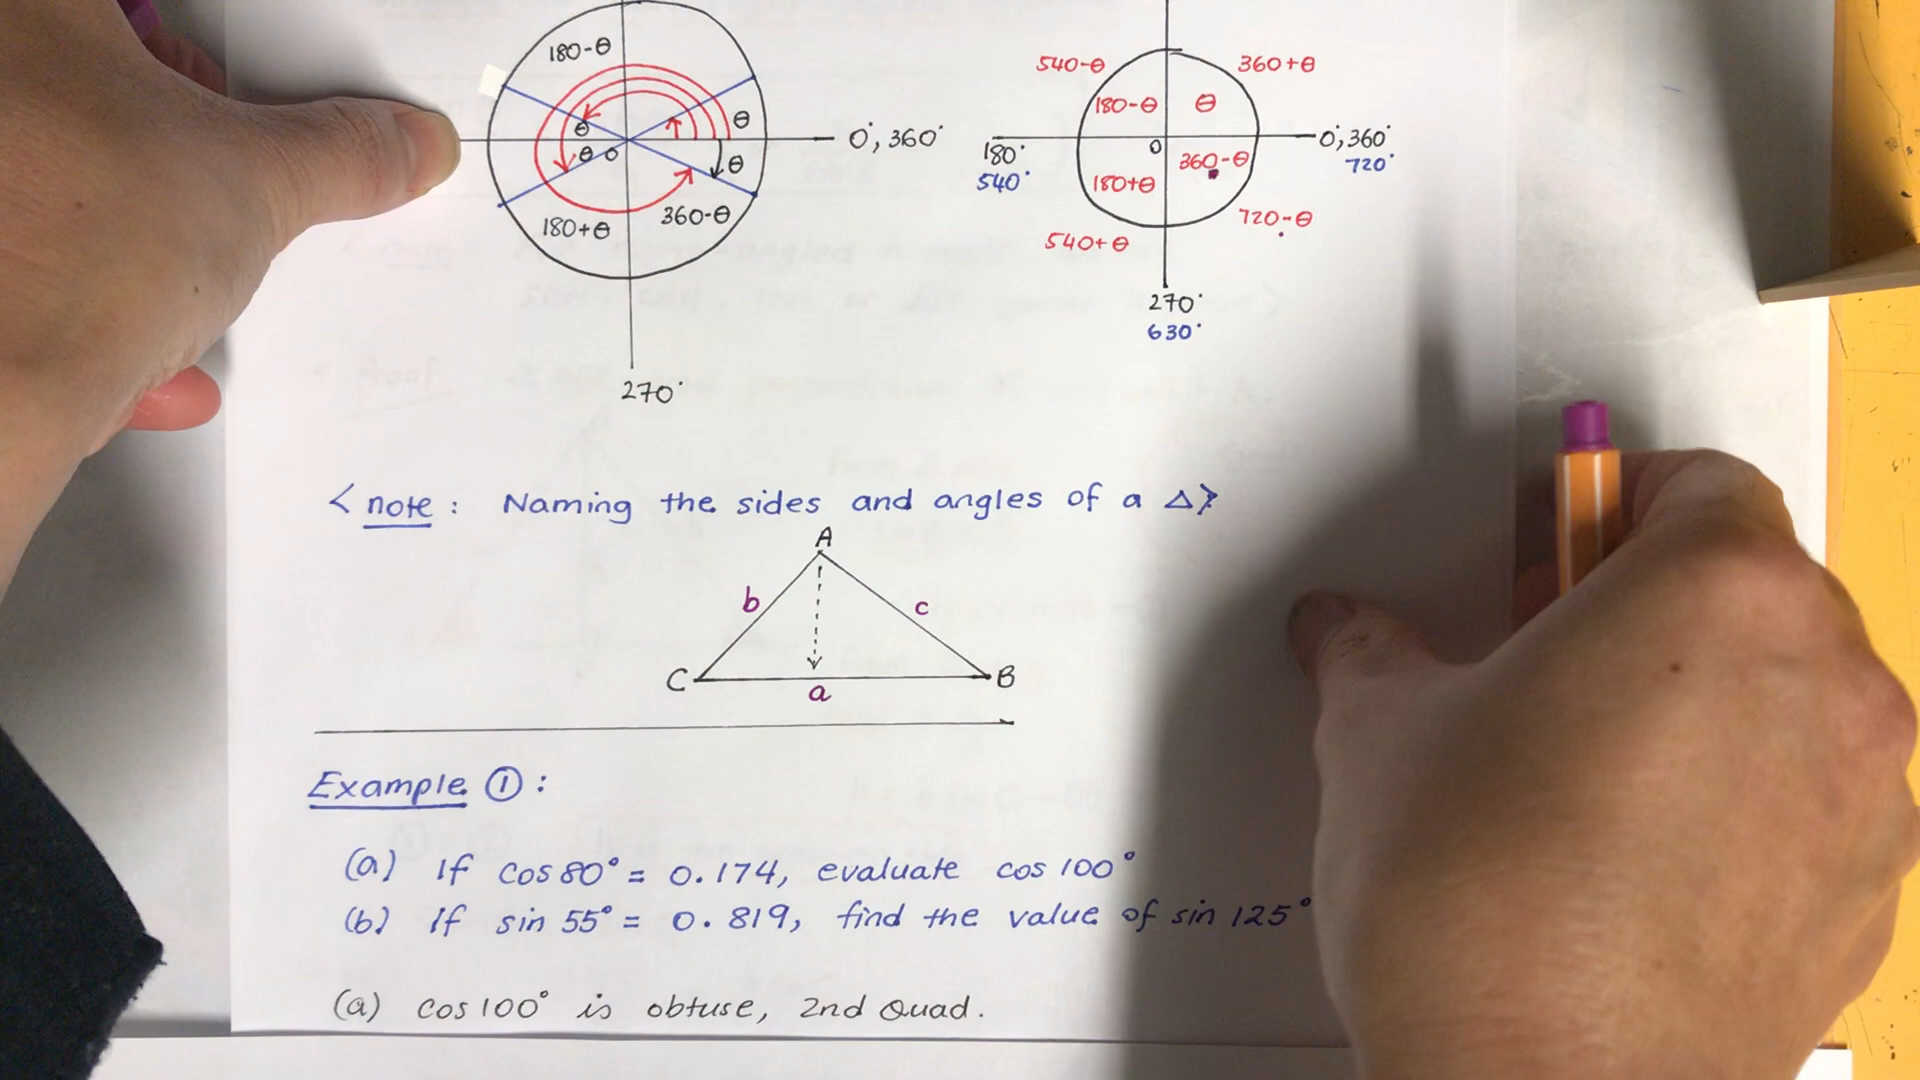 180-θ
θ
θ
θ
θ
O
0°, 360°
180+θ
360-θ
270°
540-θ
360+θ
180-θ
θ
180°
540°
O
0°, 360°
720°
180+θ
360-θ
540+θ
720-θ
270°
630°
< note : Naming the sides and angles of a Δ >
A
b
c
C
a
B
Example ① :
(a) If cos 80° = 0.174, evaluate cos 100°
(b) If sin 55° = 0.819, find the value of sin 125°
(a) cos 100° is obtuse, 2nd Quad.